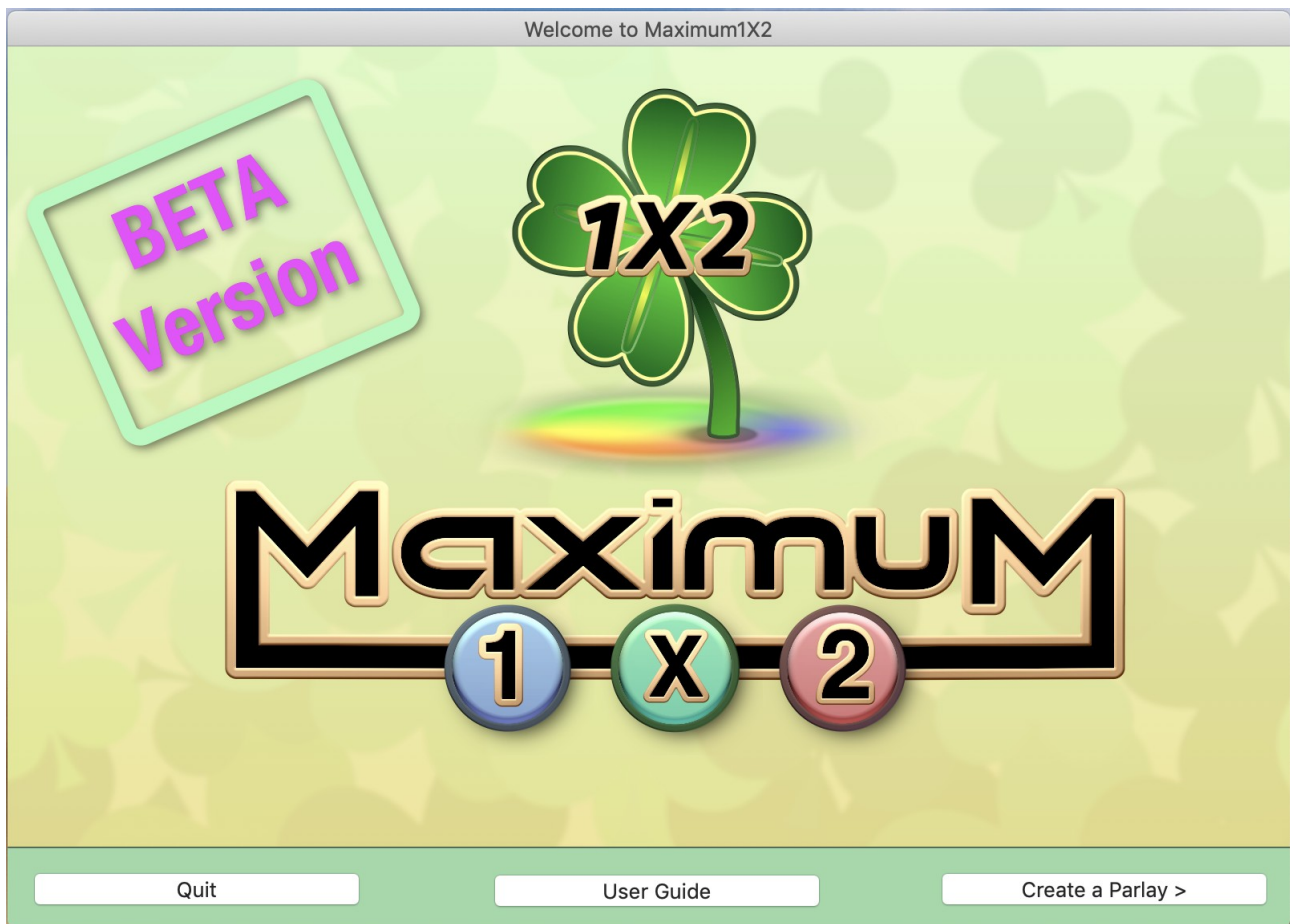 Welcome to Maximum1X2
BETA
Version
1X2
MaximuM
1 X 2
Quit
User Guide
Create a Parlay >